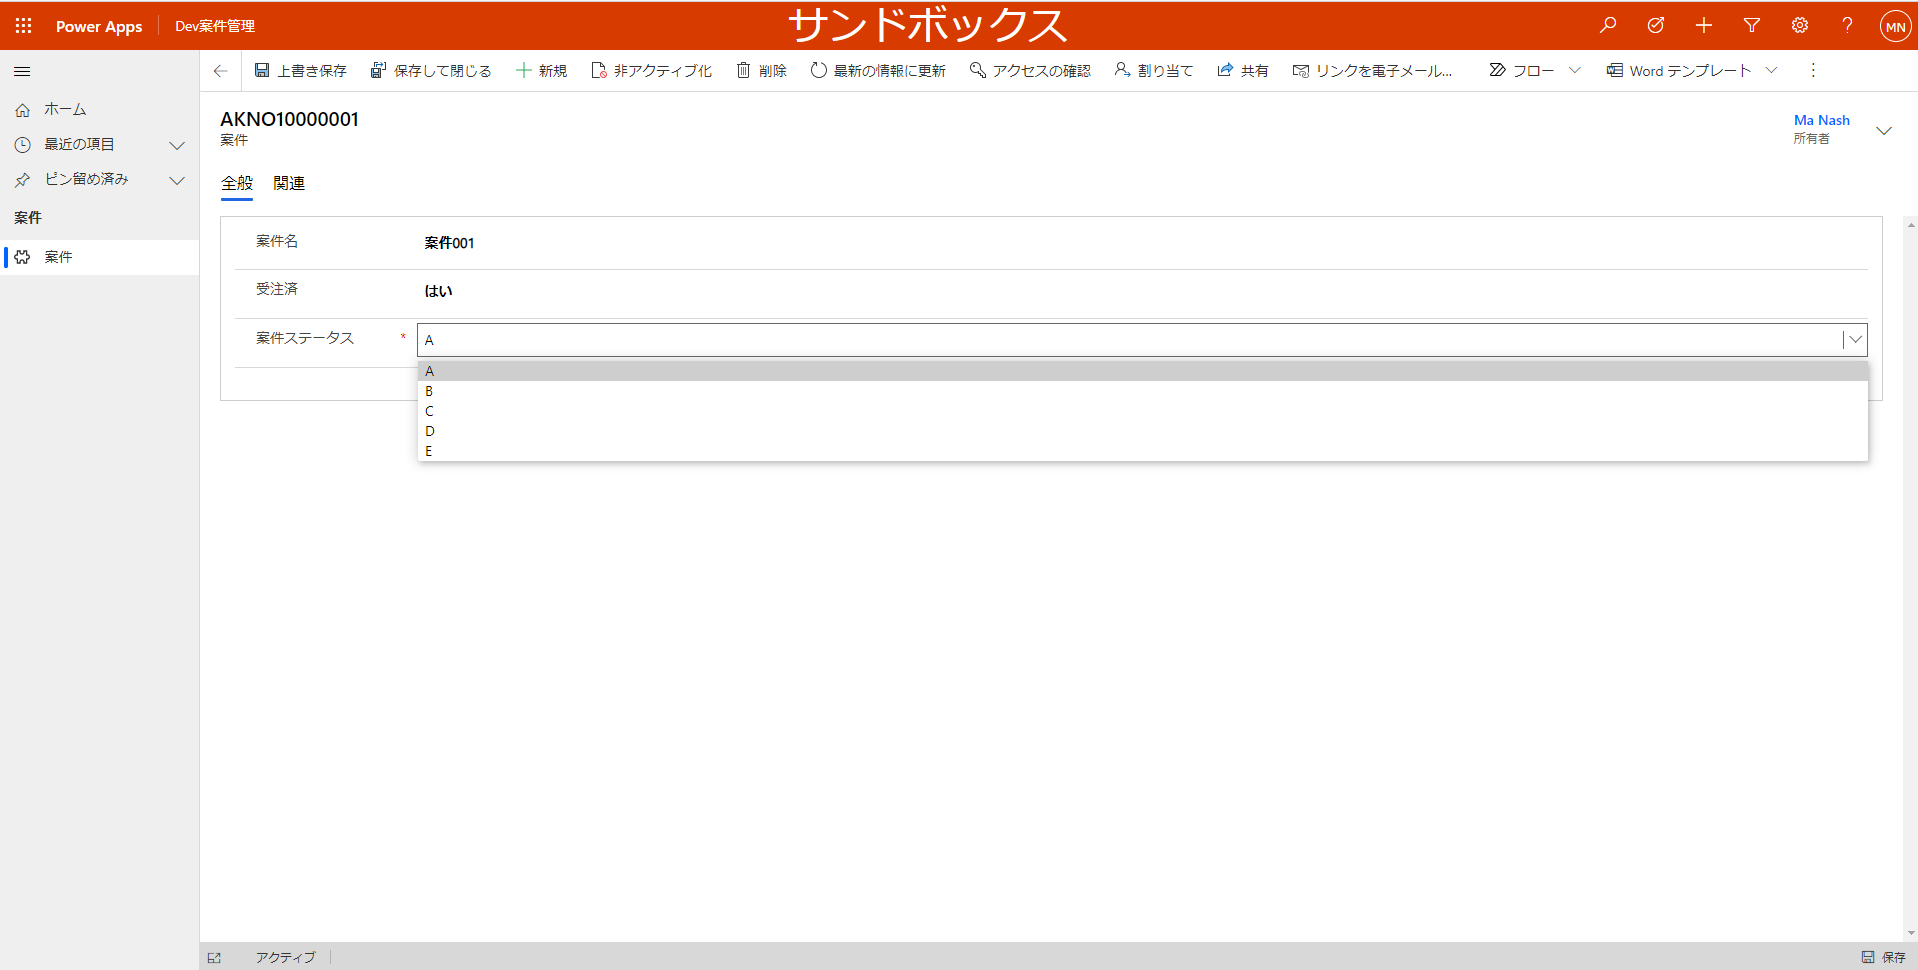 Power Apps
Dev案件管理
サンドボックス
?
MN
上書き保存
保存して閉じる
新規
非アクティブ化
削除
最新の情報に更新
アクセスの確認
割り当て
共有
リンクを電子メール...
フロー
Word テンプレート
ホーム
最近の項目
ピン留め済み
案件
案件
AKNO10000001
案件
Ma Nash
所有者
全般
関連
案件名
案件001
受注済
はい
案件ステータス
*
A
A
B
C
D
E
アクティブ
保存